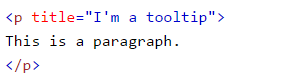 <p title="I'm a tooltip">
This is a paragraph.
</p>